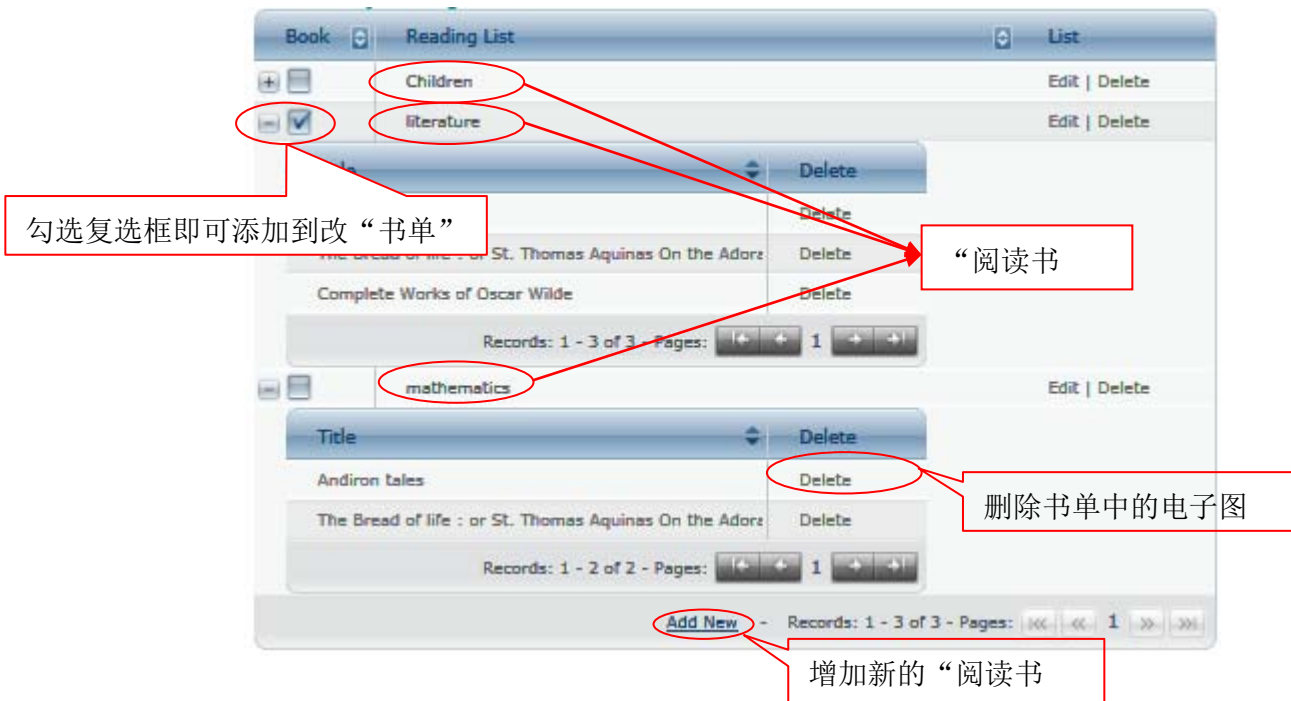 Book Reading List List
Children Edit | Delete
literature Edit | Delete
Delete
勾选复选框即可添加到改“书单”
Delete
“阅读书
The Bread of life : or St. Thomas Aquinas On the Adora Delete
Complete Works of Oscar Wilde Delete
Records: 1 - 3 of 3 - Pages: 1
mathematics Edit | Delete
Title Delete
Andiron tales Delete
删除书单中的电子图
The Bread of life : or St. Thomas Aquinas On the Adora Delete
Records: 1 - 2 of 2 - Pages: 1
Add New - Records: 1 - 3 of 3 - Pages: 1
增加新的“阅读书